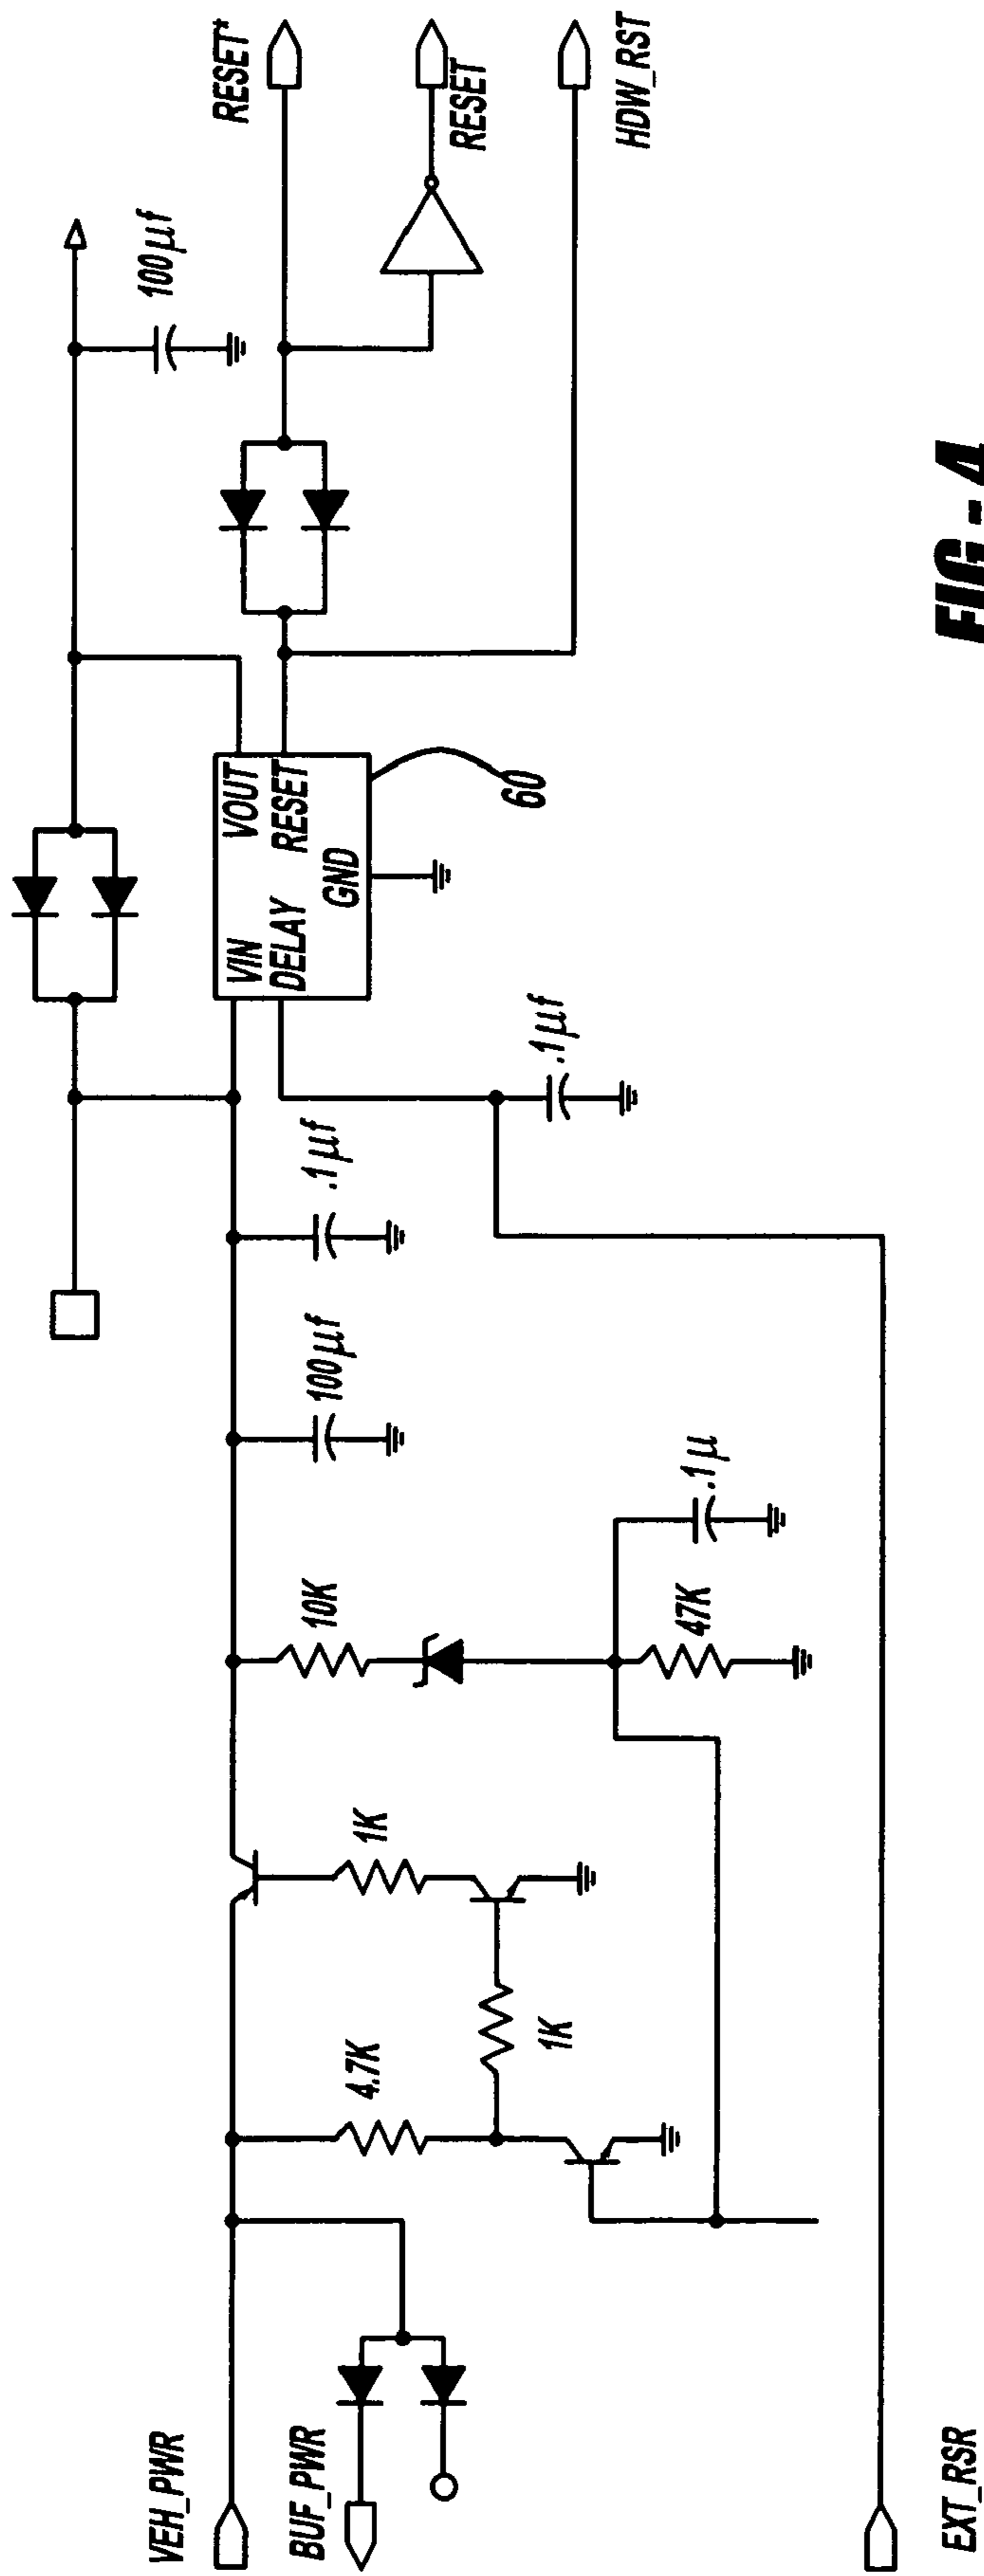 RESET*
100µf
RESET
HDW_RST
VOUT
RESET
VIN
DELAY
GND
60
.1µf
.1µf
100µf
.1µ
10K
47K
1K
1K
4.7K
VEH_PWR
BUF_PWR
EXT_RSR
FIG - 4